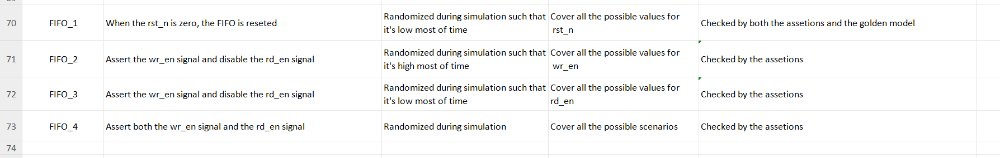 70 FIFO_1 When the rst_n is zero, the FIFO is reseted Randomized during simulation such that it's low most of time Cover all the possible values for rst_n Checked by both the assetions and the golden model
71 FIFO_2 Assert the wr_en signal and disable the rd_en signal Randomized during simulation such that it's high most of time Cover all the possible values for wr_en Checked by the assetions
72 FIFO_3 Assert the wr_en signal and disable the rd_en signal Randomized during simulation such that it's low most of time Cover all the possible values for rd_en Checked by the assetions
73 FIFO_4 Assert both the wr_en signal and the rd_en signal Randomized during simulation Cover all the possible scenarios Checked by the assetions
74